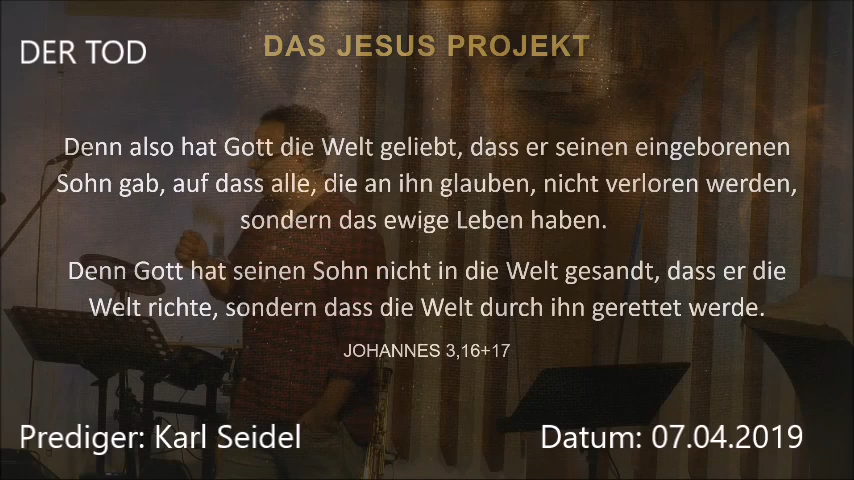 DER TOD
DAS JESUS PROJEKT
Denn also hat Gott die Welt geliebt, dass er seinen eingeborenen
Sohn gab, auf dass alle, die an ihn glauben, nicht verloren werden,
sondern das ewige Leben haben.
Denn Gott hat seinen Sohn nicht in die Welt gesandt, dass er die
Welt richte, sondern dass die Welt durch ihn gerettet werde.
JOHANNES 3,16+17
Prediger: Karl Seidel
Datum: 07.04.2019